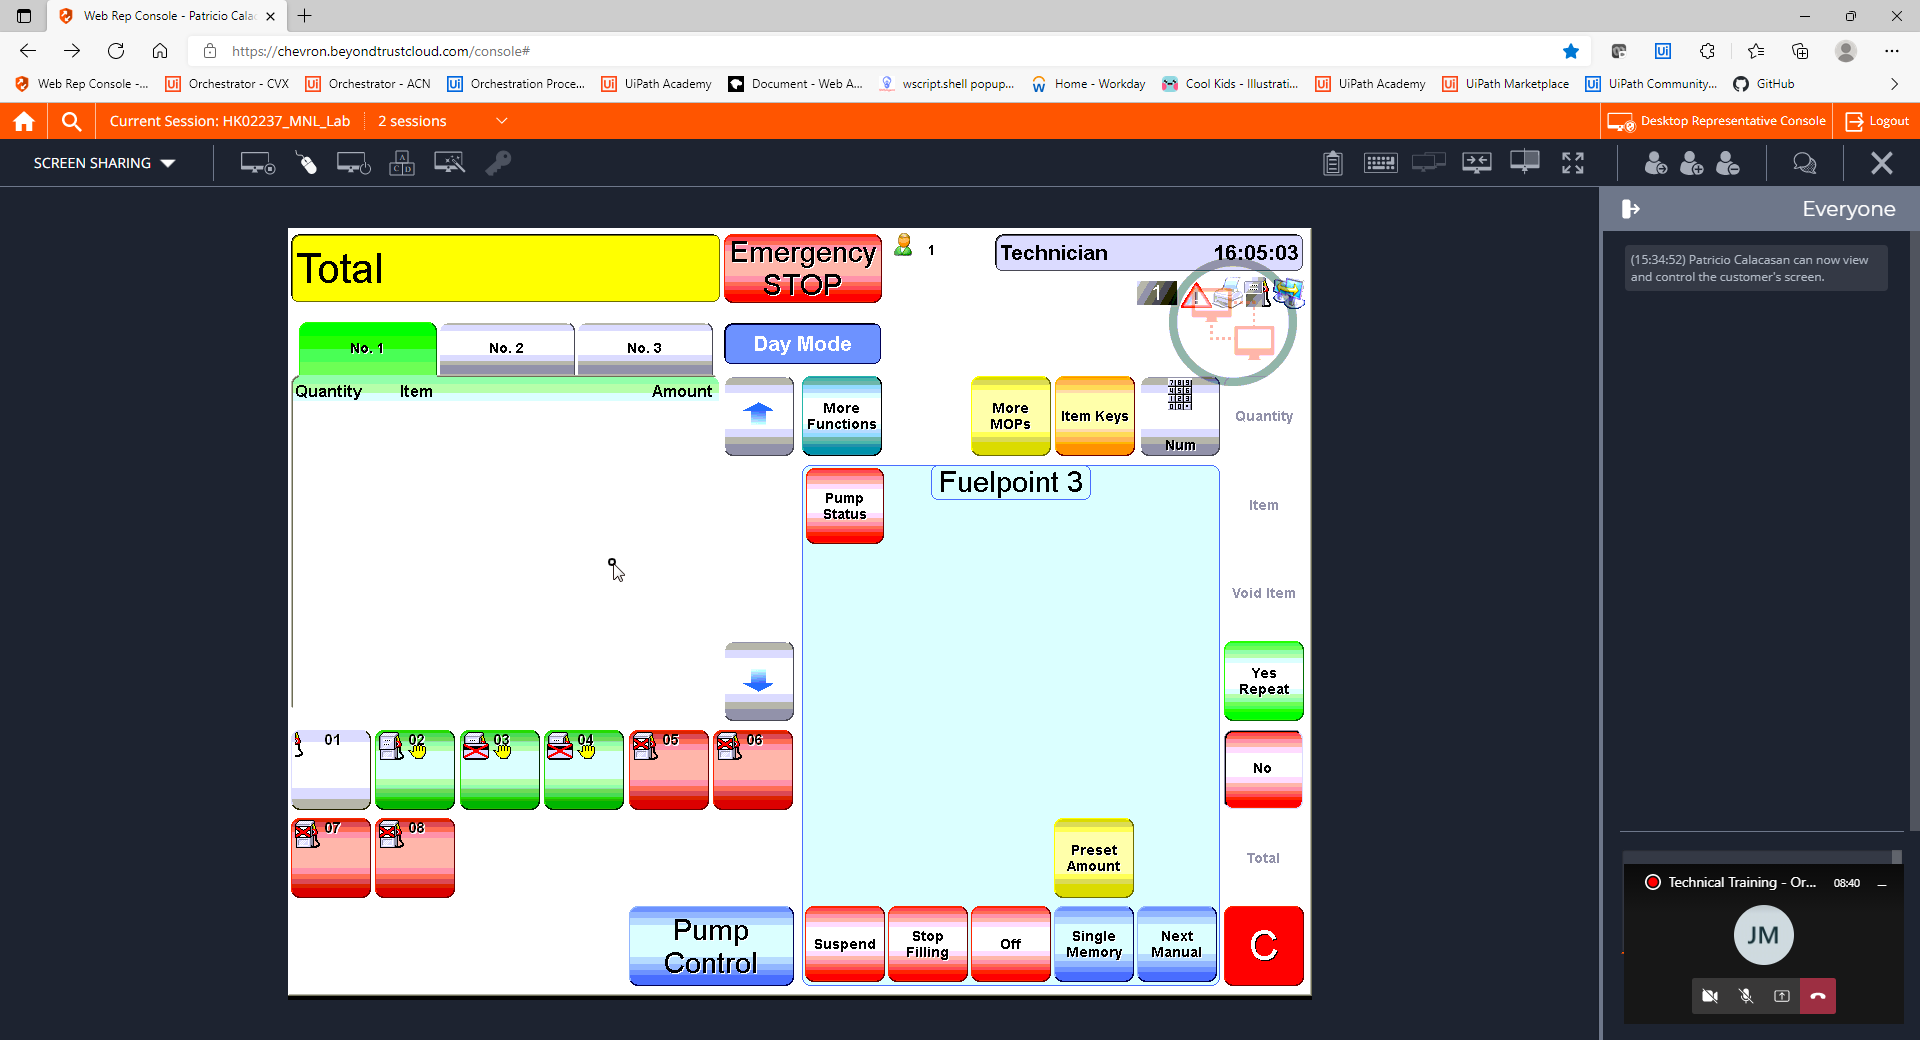 Web Rep Console - Patricio Cala
https://chevron.beyondtrustcloud.com/console#
Web Rep Console -...
Orchestrator - CVX
Orchestrator - ACN
Orchestration Proce...
UiPath Academy
Document - Web A...
wscript.shell popup...
Home - Workday
Cool Kids - Illustrati...
UiPath Academy
UiPath Marketplace
UiPath Community...
GitHub
Current Session: HK02237_MNL_Lab
2 sessions
Desktop Representative Console
Logout
SCREEN SHARING
Everyone
(15:34:52) Patricio Calacasan can now view
and control the customer's screen.
Total
Emergency
STOP
1
Technician 16:05:03
1
No. 1
No. 2
No. 3
Day Mode
Quantity Item Amount
More
Functions
More
MOPs
Item Keys
Num
Quantity
Fuelpoint 3
Pump
Status
Item
Void Item
Yes
Repeat
01
02
03
04
05
06
No
07
08
Preset
Amount
Total
Pump
Control
Suspend
Stop
Filling
Off
Single
Memory
Next
Manual
C
Technical Training - Or...
08:40
JM